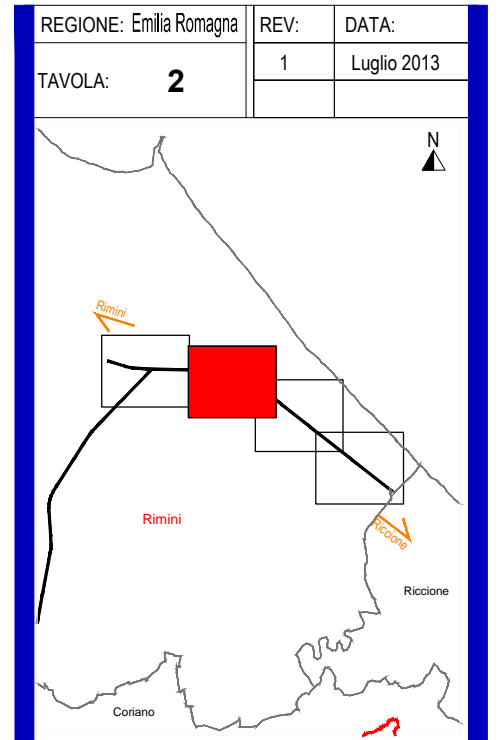 REGIONE: Emilia Romagna
REV:
DATA:
1
Luglio 2013
TAVOLA: 2
N
Rimini
Rimini
Riccione
Riccione
Coriano